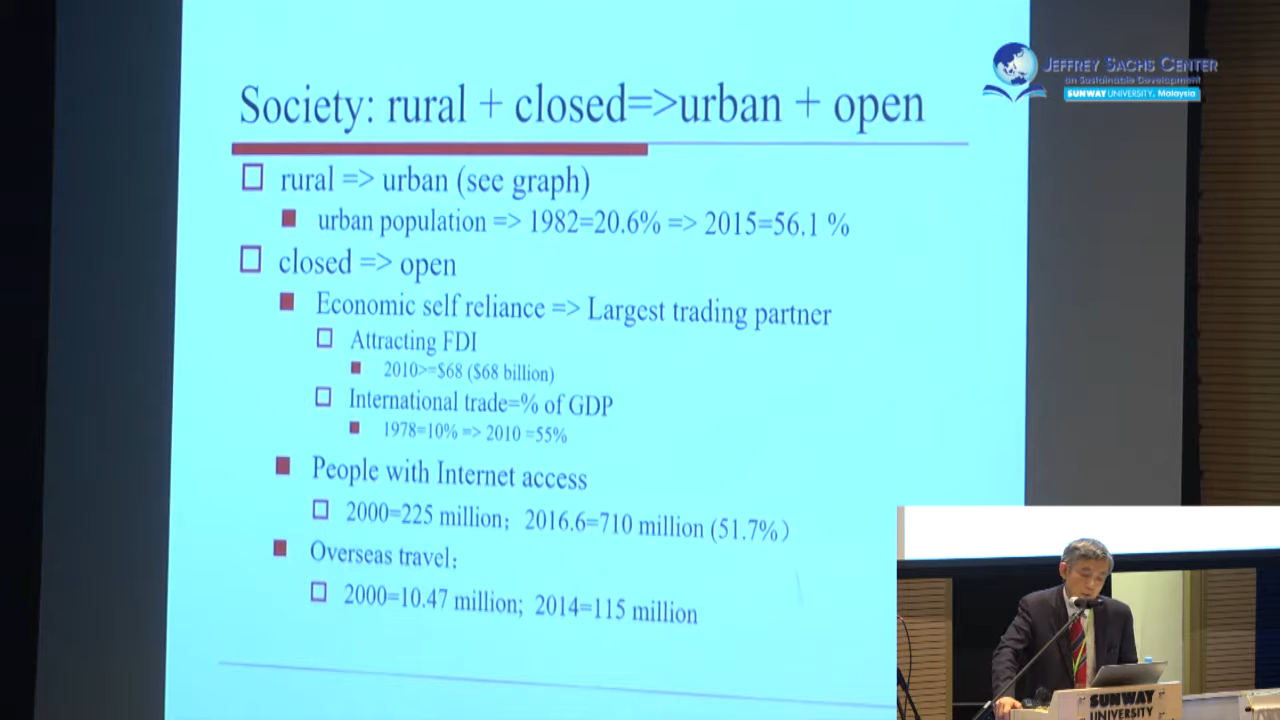 JEFFREY SACHS CENTER
on Sustainable Development
SUNWAY UNIVERSITY, Malaysia
Society: rural + closed=>urban + open
rural => urban (see graph)
urban population => 1982=20.6% => 2015=56.1 %
closed => open
Economic self reliance => Largest trading partner
Attracting FDI
2010>=$68 ($68 billion)
International trade=% of GDP
1978=10% => 2010 =55%
People with Internet access
2000=225 million; 2016.6=710 million (51.7%)
Overseas travel:
2000=10.47 million; 2014=115 million
SUNWAY
UNIVERSITY